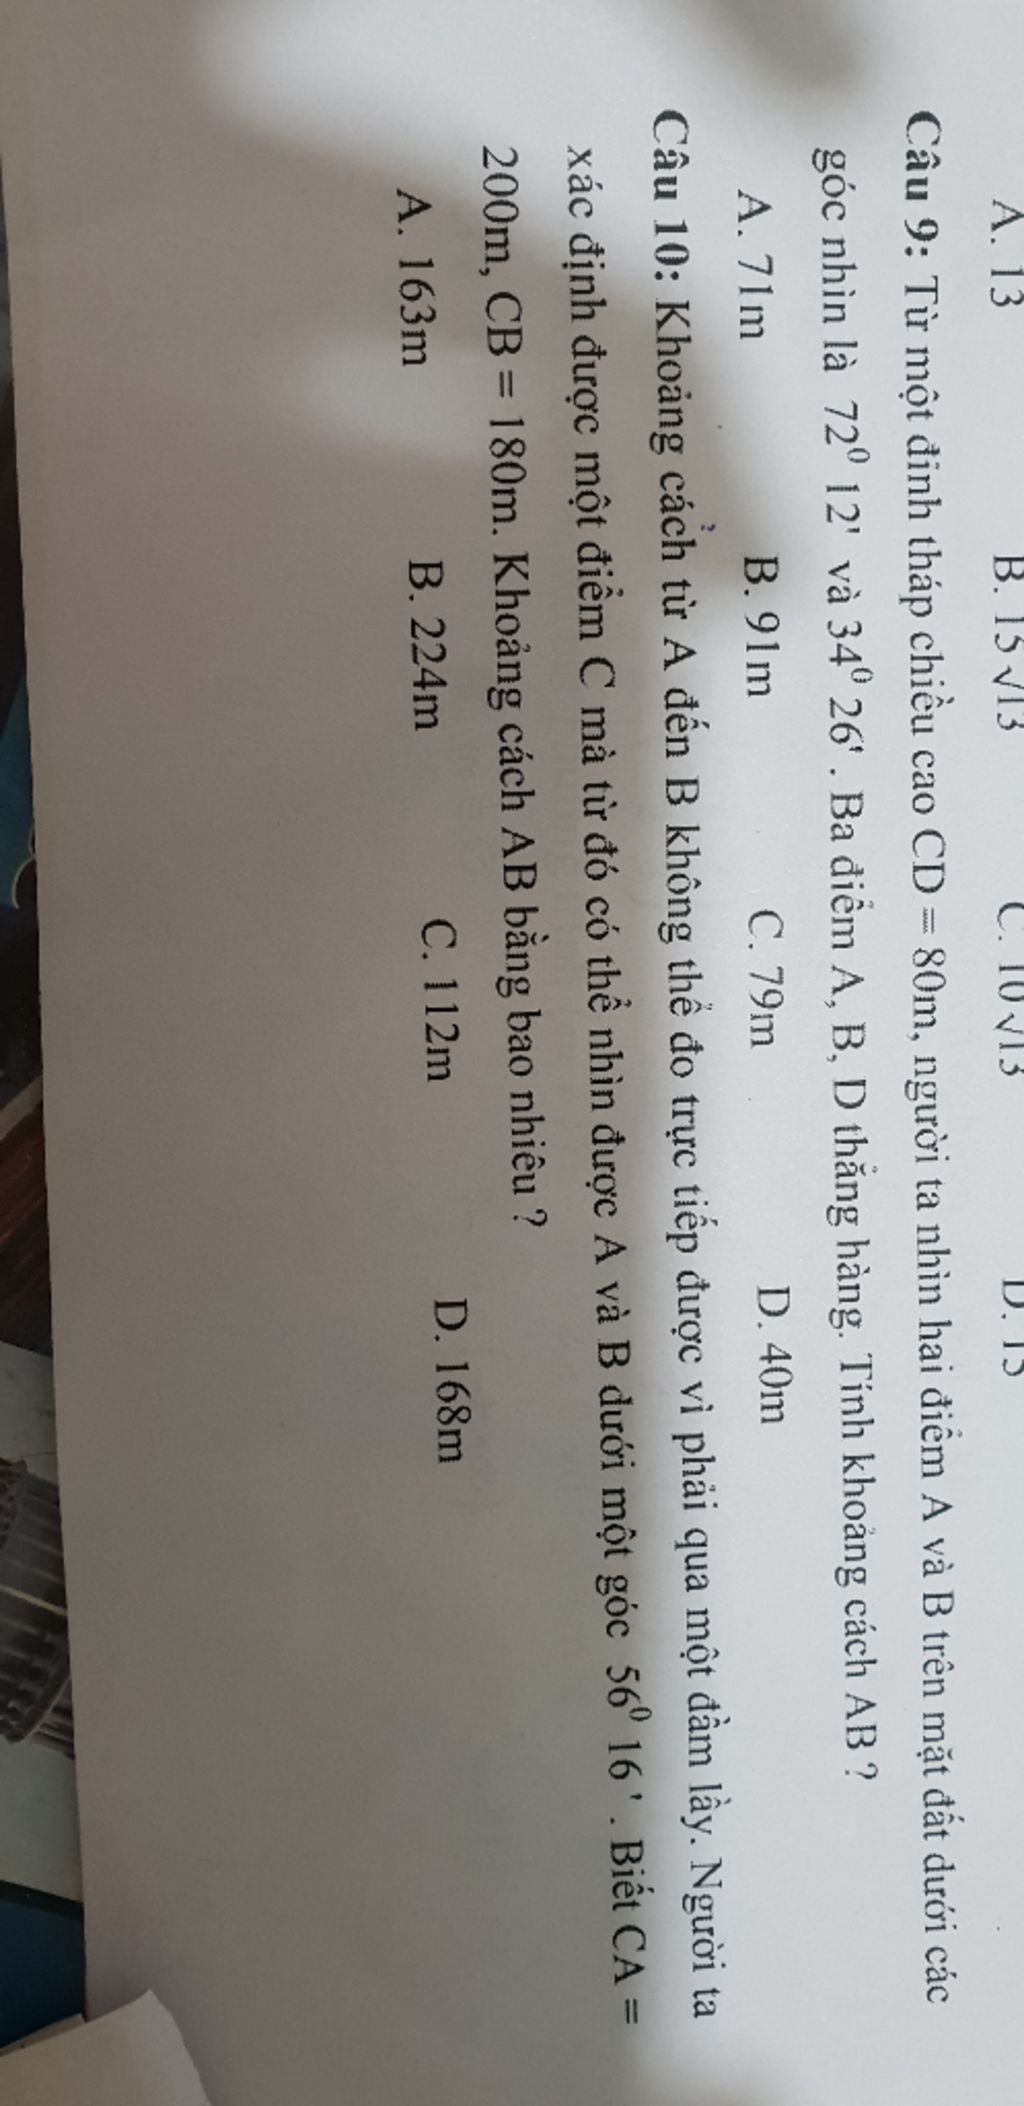 A. 13 B. 15√13 C. 10√13 D. 15
Câu 9: Từ một đỉnh tháp chiều cao CD = 80m, người ta nhìn hai điểm A và B trên mặt đất dưới các
góc nhìn là 72⁰ 12' và 34⁰ 26' . Ba điểm A, B, D thẳng hàng. Tính khoảng cách AB ?
A. 71m B. 91m C. 79m D. 40m
Câu 10: Khoảng cách từ A đến B không thể đo trực tiếp được vì phải qua một đầm lầy. Người ta
xác định được một điểm C mà từ đó có thể nhìn được A và B dưới một góc 56⁰ 16 ' . Biết CA =
200m, CB = 180m. Khoảng cách AB bằng bao nhiêu ?
A. 163m B. 224m C. 112m D. 168m